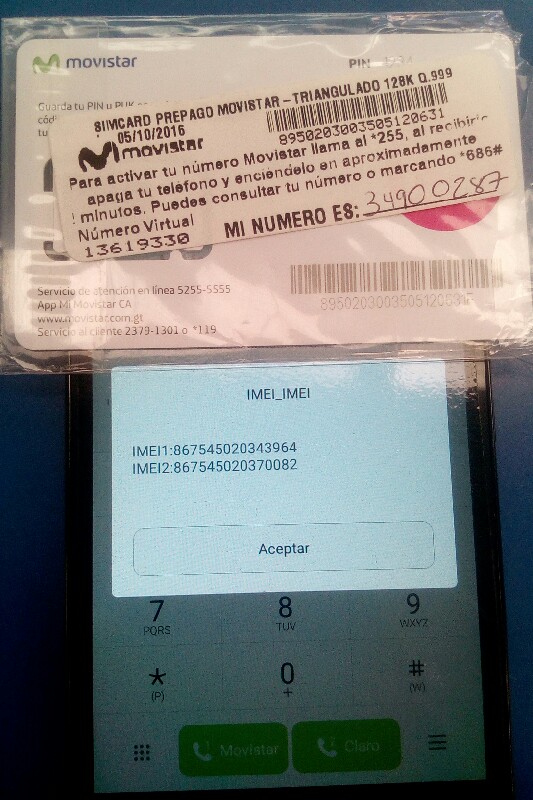 movistar
PIN
Guarda tu PIN y PUK
tu
SIMCARD PREPAGO MOVISTAR - TRIANGULADO 128K Q.999
05/10/2016
8950203003505120631
movistar
Para activar tu número Movistar llama al *255, al recibir
apaga tu teléfono y enciéndelo en aproximadamente
minutos. Puedes consultar tu número o marcando *686#
Número Virtual
13619330
MI NUMERO ES: 34900287
Servicio de atención en línea 5255-5555
App Mi Movistar CA
www.movistar.com.gt
Servicio al cliente 2379-1301 o *119
8950203003505120631F
IMEI_IMEI
IMEI1:867545020343964
IMEI2:867545020370082
Aceptar
7 8 9
PQRS TUV WXYZ
* 0 #
(P) + (W)
Movistar Claro